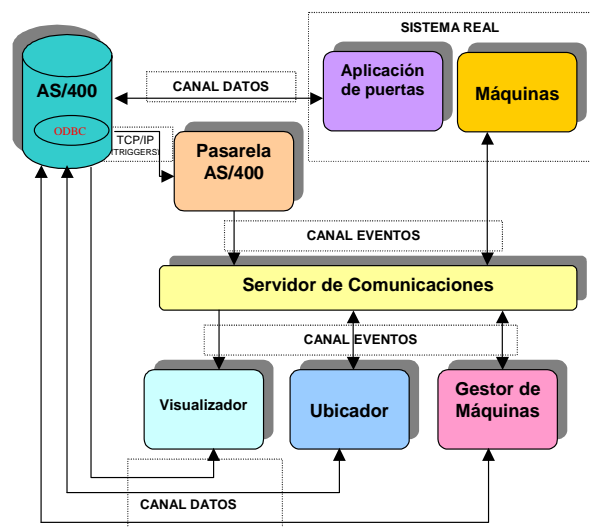 SISTEMA REAL
AS/400
ODBC
CANAL DATOS
Aplicación
de puertas
Máquinas
TCP/IP
(TRIGGERS)
Pasarela
AS/400
CANAL EVENTOS
Servidor de Comunicaciones
CANAL EVENTOS
Visualizador
Ubicador
Gestor de
Máquinas
CANAL DATOS